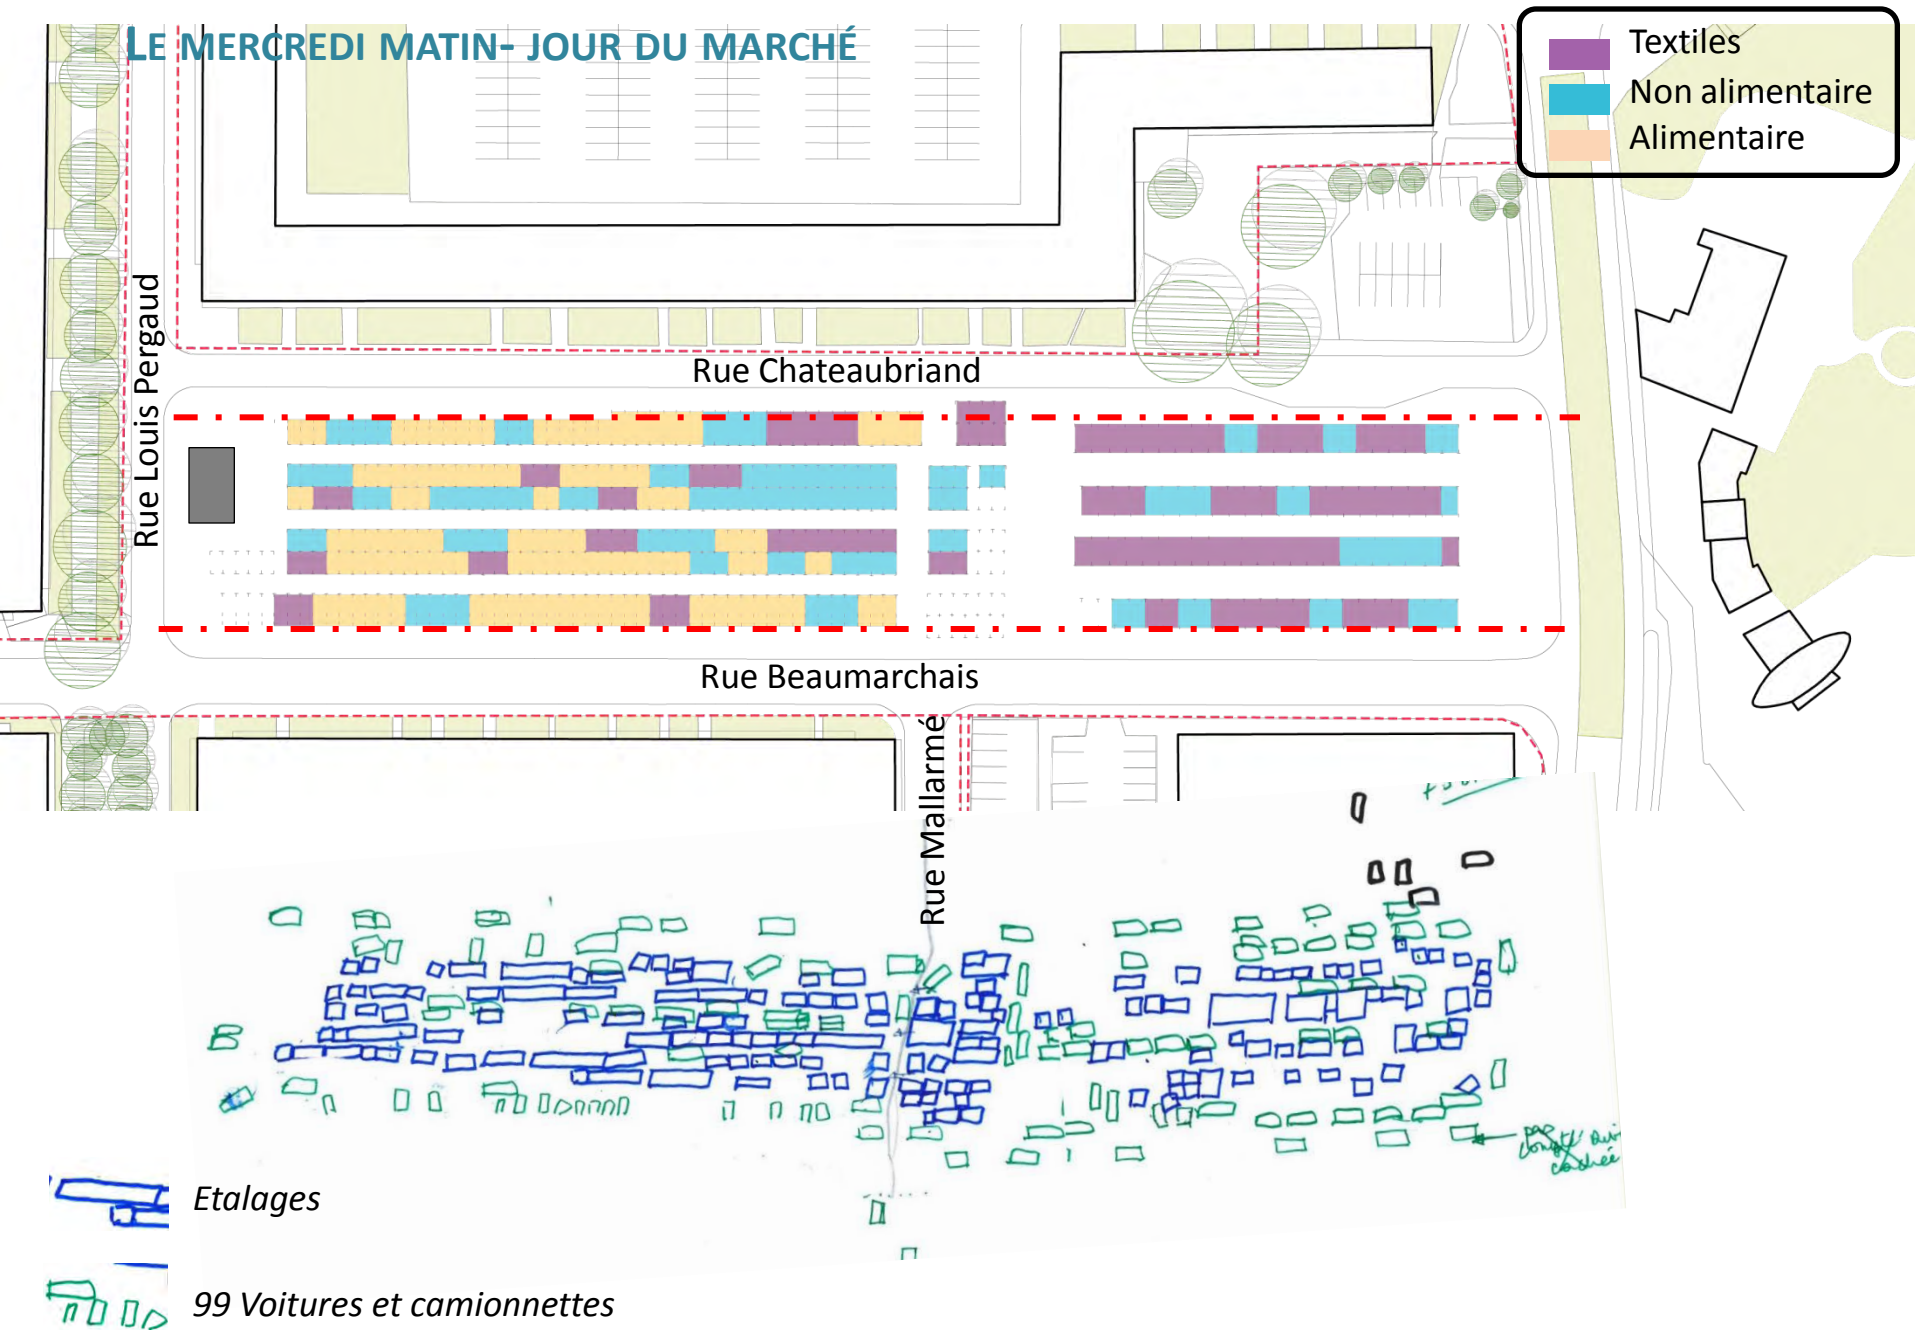 LE MERCREDI MATIN- JOUR DU MARCHÉ
Textiles
Non alimentaire
Alimentaire
Rue Louis Pergaud
Rue Chateaubriand
Rue Beaumarchais
Rue Mallarmé
Etalages
99 Voitures et camionnettes